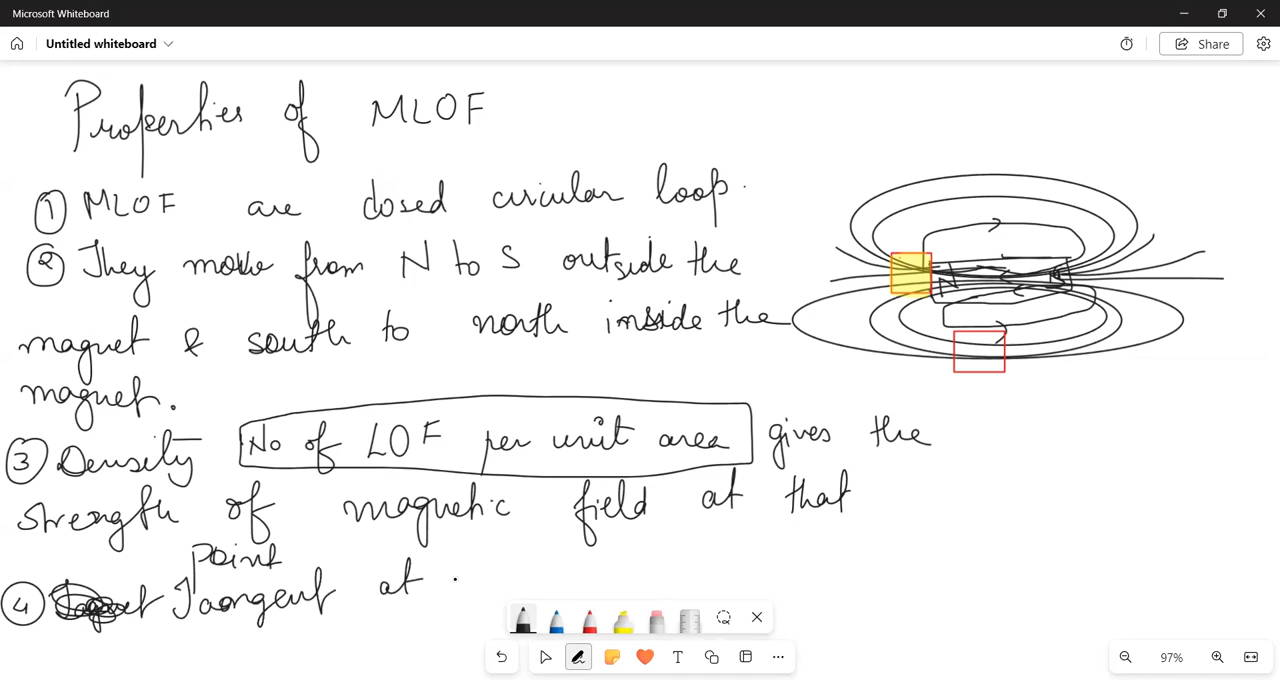 Microsoft Whiteboard
Untitled whiteboard
Share
Properties of MLOF
① MLOF are closed circular loop.
② They move from N to S outside the
magnet & south to north inside the
magnet.
③ Density No of LOF per unit area gives the
strength of magnetic field at that
point
④ Tangent at
N
97%